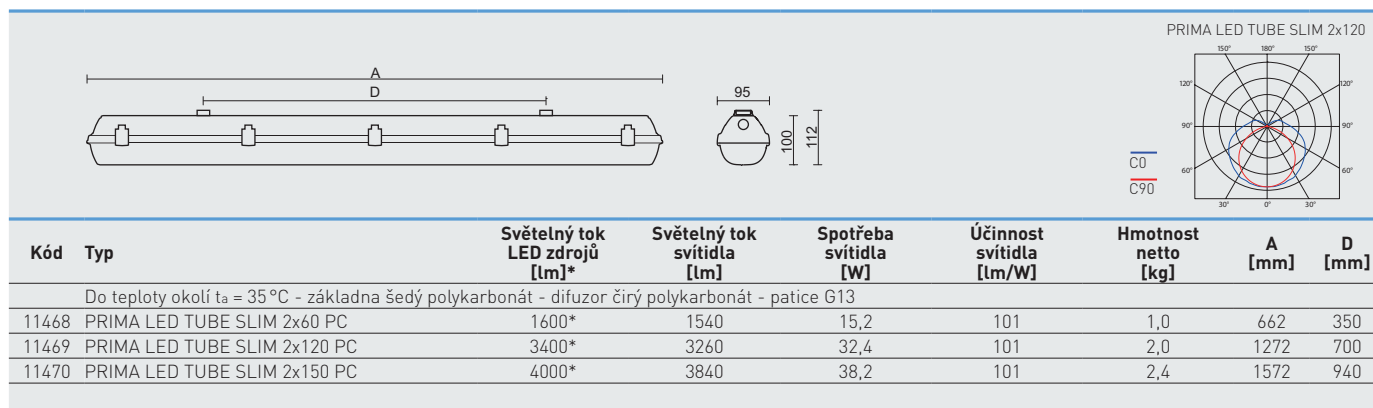 PRIMA LED TUBE SLIM 2x120
150° 180° 150°
A
D
95
120° 120°
100
112
90° 90°
C0
60° 60°
C90
30° 0° 30°
Kód Typ Světelný tok LED zdrojů [lm]* Světelný tok svítidla [lm] Spotřeba svítidla [W] Účinnost svítidla [lm/W] Hmotnost netto [kg] A [mm] D [mm]
Do teploty okolí ta = 35 °C - základna šedý polykarbonát - difuzor čirý polykarbonát - patice G13
11468 PRIMA LED TUBE SLIM 2x60 PC 1600* 1540 15,2 101 1,0 662 350
11469 PRIMA LED TUBE SLIM 2x120 PC 3400* 3260 32,4 101 2,0 1272 700
11470 PRIMA LED TUBE SLIM 2x150 PC 4000* 3840 38,2 101 2,4 1572 940